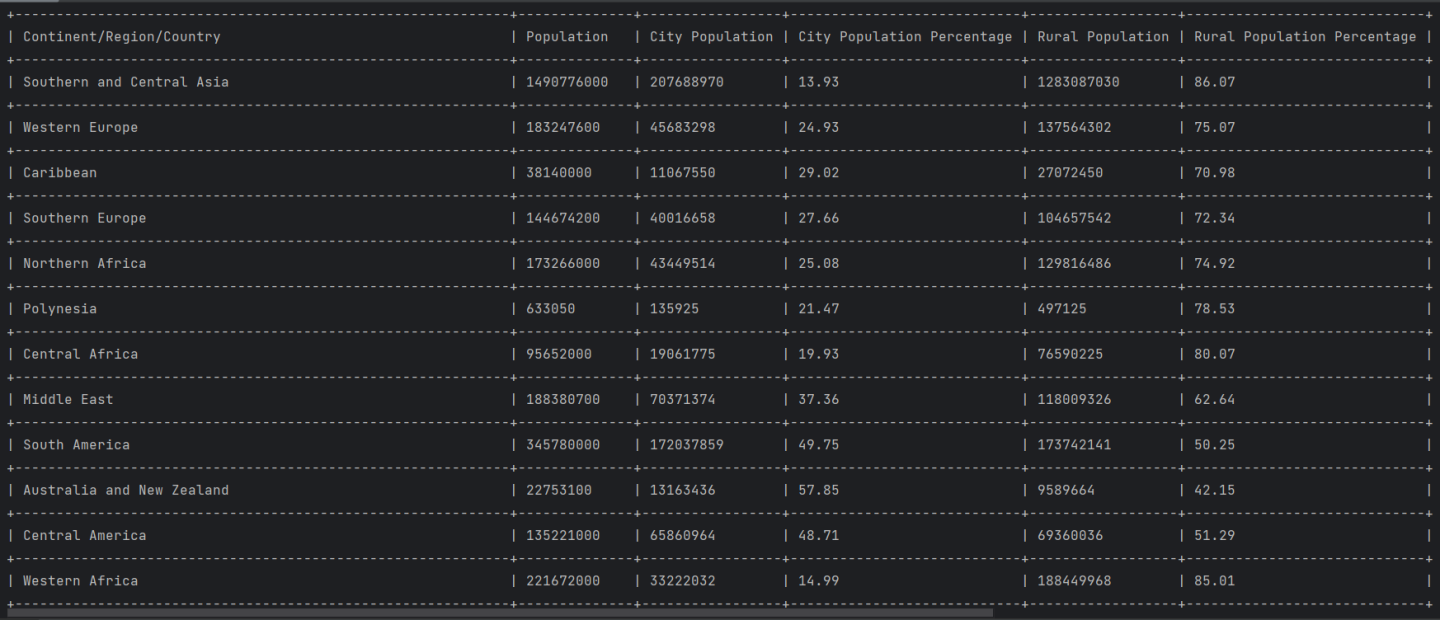 | Continent/Region/Country | Population | City Population | City Population Percentage | Rural Population | Rural Population Percentage |
| Southern and Central Asia | 1490776000 | 207688970 | 13.93 | 1283087030 | 86.07 |
| Western Europe | 183247600 | 45683298 | 24.93 | 137564302 | 75.07 |
| Caribbean | 38140000 | 11067550 | 29.02 | 27072450 | 70.98 |
| Southern Europe | 144674200 | 40016658 | 27.66 | 104657542 | 72.34 |
| Northern Africa | 173266000 | 43449514 | 25.08 | 129816486 | 74.92 |
| Polynesia | 633050 | 135925 | 21.47 | 497125 | 78.53 |
| Central Africa | 95652000 | 19061775 | 19.93 | 76590225 | 80.07 |
| Middle East | 188380700 | 70371374 | 37.36 | 118009326 | 62.64 |
| South America | 345780000 | 172037859 | 49.75 | 173742141 | 50.25 |
| Australia and New Zealand | 22753100 | 13163436 | 57.85 | 9589664 | 42.15 |
| Central America | 135221000 | 65860964 | 48.71 | 69360036 | 51.29 |
| Western Africa | 221672000 | 33222032 | 14.99 | 188449968 | 85.01 |